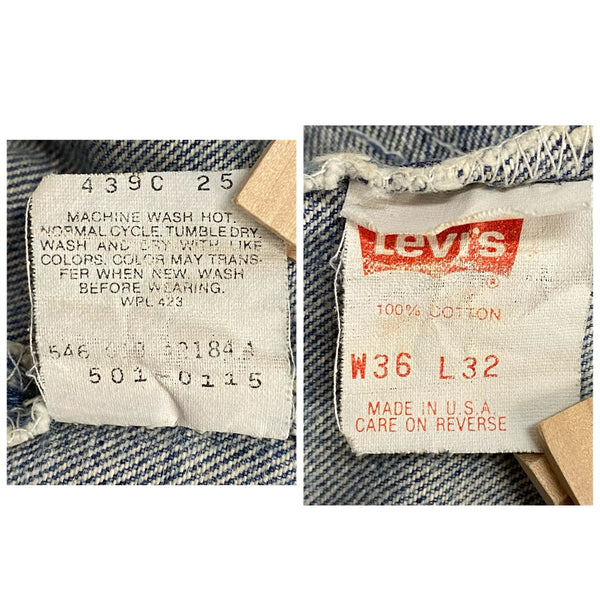 439C 25
MACHINE WASH HOT.
NORMAL CYCLE. TUMBLE DRY.
WASH AND DRY WITH LIKE
COLORS. COLOR MAY TRANS-
FER WHEN NEW. WASH
BEFORE WEARING.
WPL 423
546 32184A
501-0115
Levi's
®
100% COTTON
W36 L32
MADE IN U.S.A.
CARE ON REVERSE